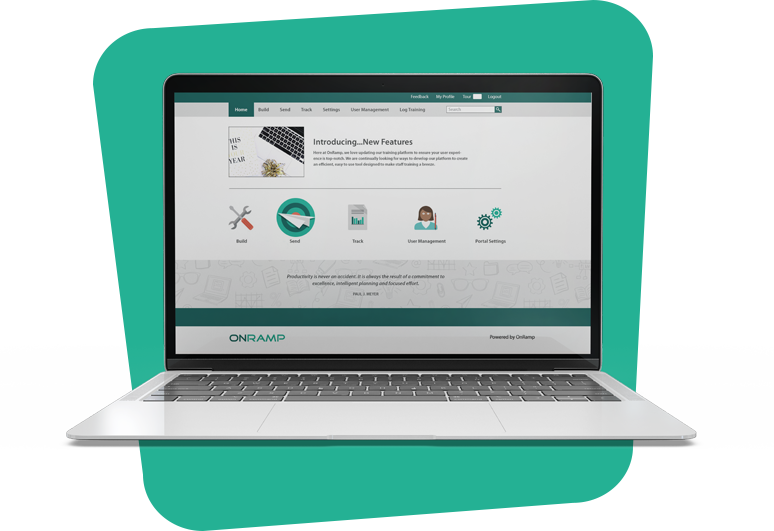 Feedback My Profile Tour Logout
Home Build Send Track Settings User Management Log Training Search
THIS
IS
YEAR
Introducing...New Features
Here at OnRamp, we love updating our training platform to ensure your user experi-
ence is top notch. We are continually looking for ways to develop our platform to create
an efficient, easy to use tool designed to make staff training a breeze.
Build Send Track User Management Portal Settings
Productivity is never an accident. It is always the result of a commitment to
excellence, intelligent planning and focused effort.
PAUL J. MEYER
ONRAMP Powered by OnRamp